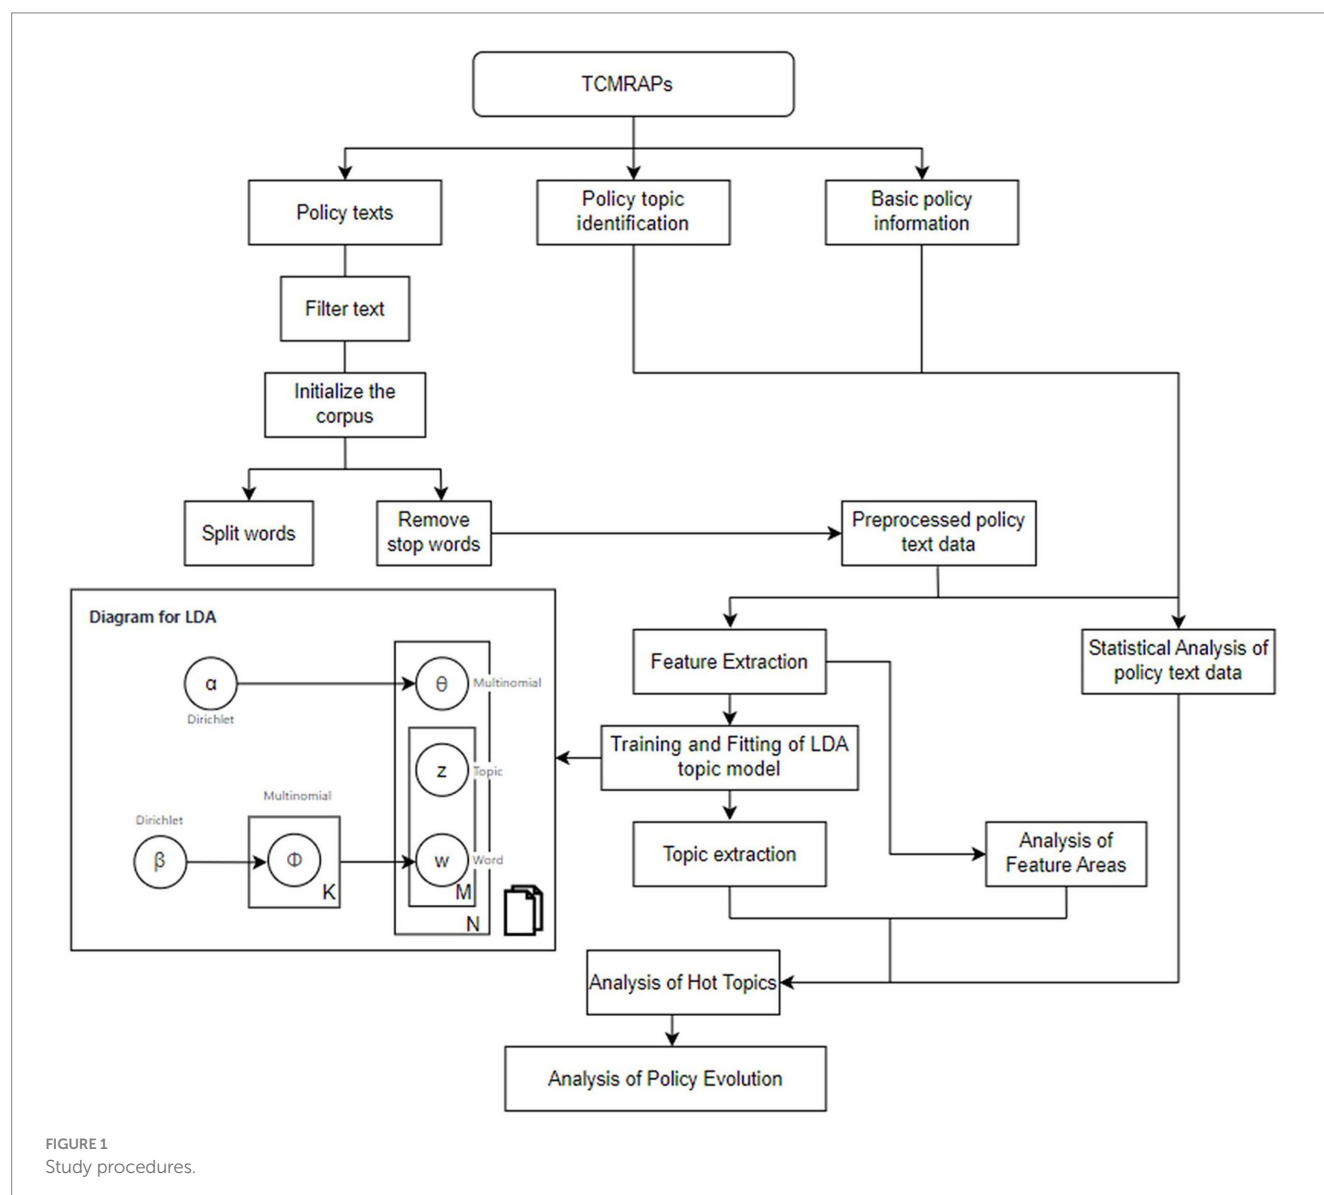 TCMRAPs
Policy texts
Policy topic
identification
Basic policy
information
Filter text
Initialize the
corpus
Split words
Remove
stop words
Preprocessed policy
text data
Diagram for LDA
α
Dirichlet
θ
Multinomial
z
Topic
Multinomial
Dirichlet
β
Φ
K
w
Word
M
N
Feature Extraction
Statistical Analysis of
policy text data
Training and Fitting of LDA
topic model
Topic extraction
Analysis of
Feature Areas
Analysis of Hot Topics
Analysis of Policy Evolution
FIGURE 1
Study procedures.